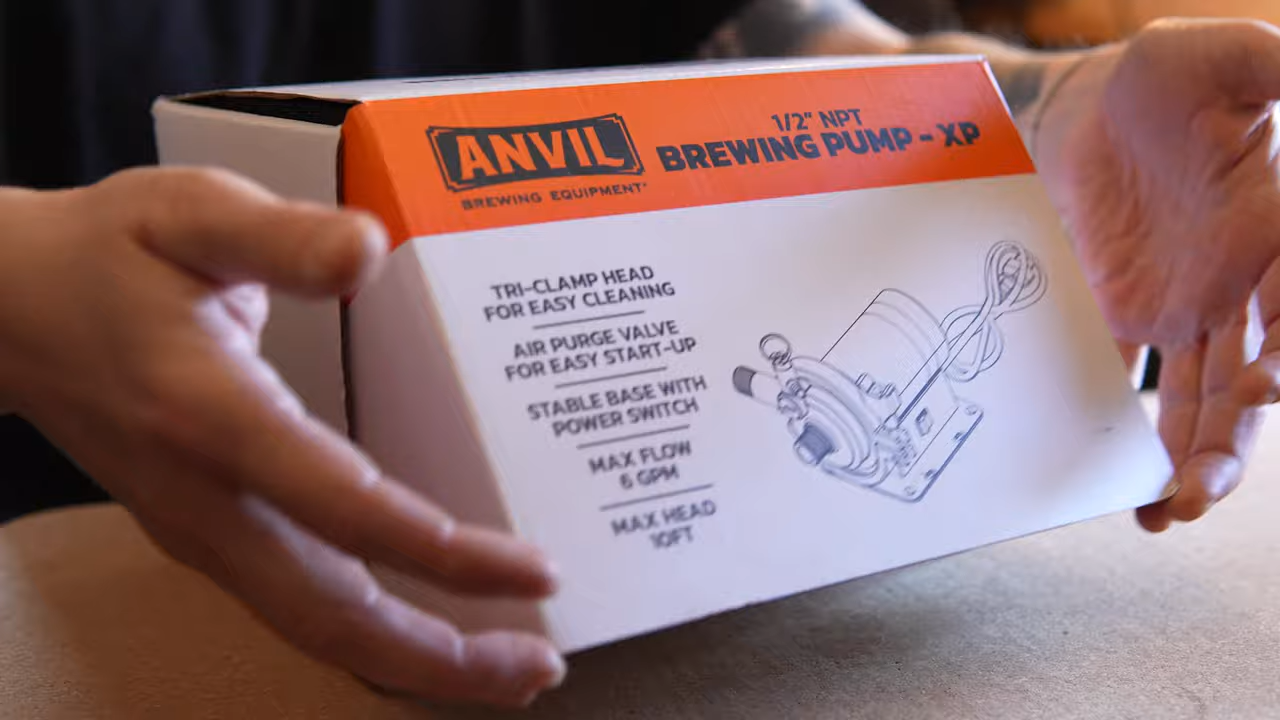 ANVIL
BREWING EQUIPMENT
1/2" NPT
BREWING PUMP - XP
TRI-CLAMP HEAD
FOR EASY CLEANING
AIR PURGE VALVE
FOR EASY START-UP
STABLE BASE WITH
POWER SWITCH
MAX FLOW
6 GPM
MAX HEAD
10FT